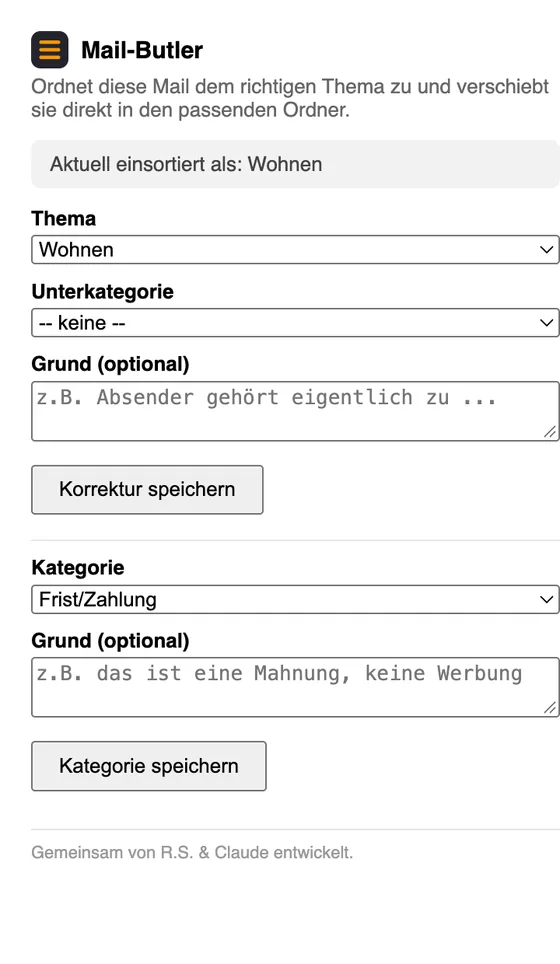 Mail-Butler
Ordnet diese Mail dem richtigen Thema zu und verschiebt
sie direkt in den passenden Ordner.
Aktuell einsortiert als: Wohnen
Thema
Wohnen
Unterkategorie
-- keine --
Grund (optional)
z.B. Absender gehört eigentlich zu ...
Korrektur speichern
Kategorie
Frist/Zahlung
Grund (optional)
z.B. das ist eine Mahnung, keine Werbung
Kategorie speichern
Gemeinsam von R.S. & Claude entwickelt.